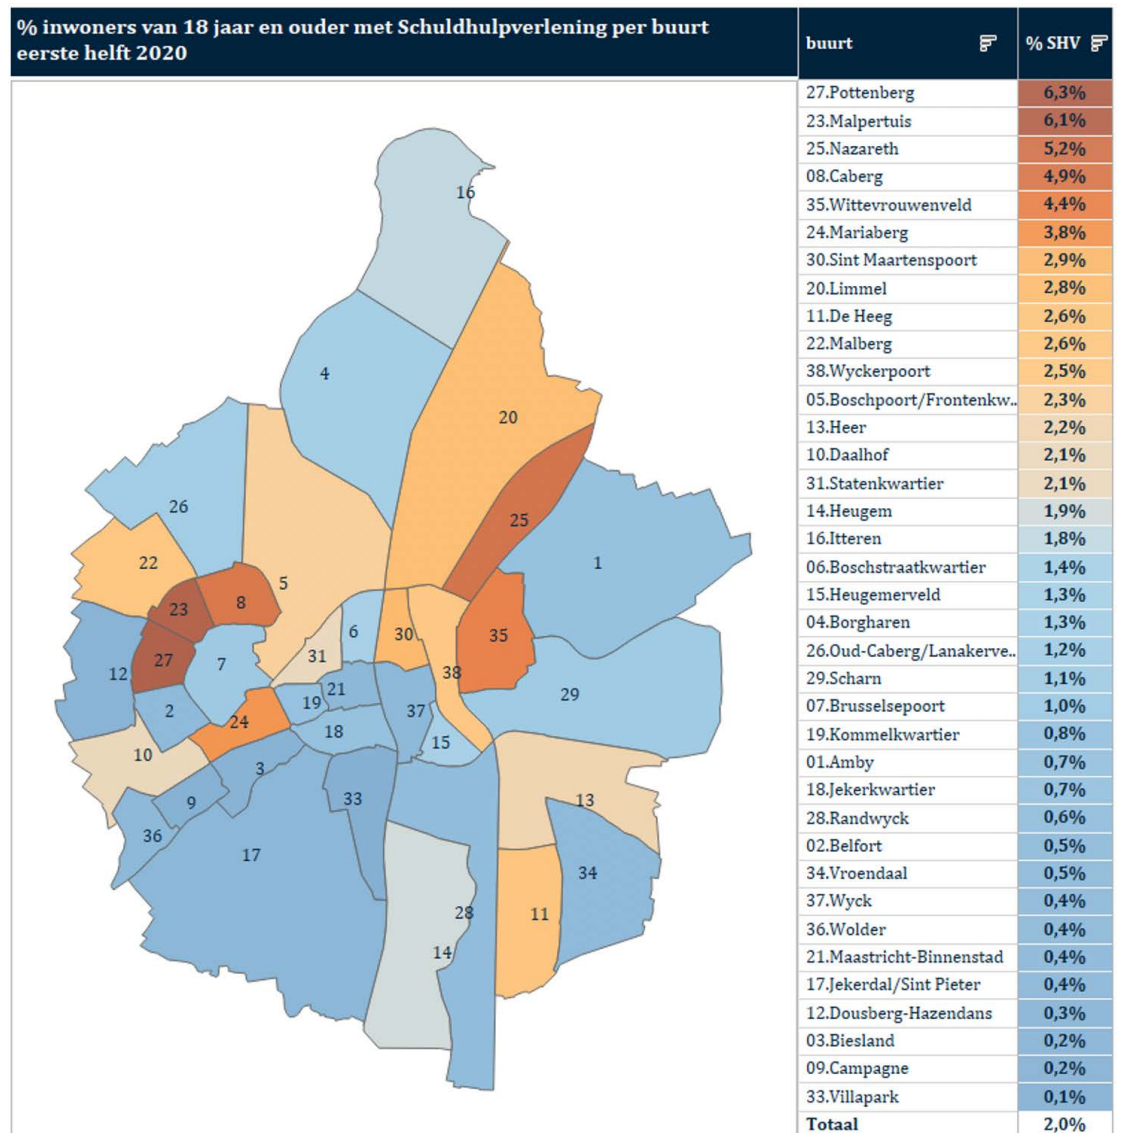 % inwoners van 18 jaar en ouder met Schuldhulpverlening per buurt
eerste helft 2020
buurt % SHV
27.Pottenberg 6,3%
23.Malpertuis 6,1%
25.Nazareth 5,2%
08.Caberg 4,9%
35.Wittevrouwenveld 4,4%
24.Mariaberg 3,8%
30.Sint Maartenspoort 2,9%
20.Limmel 2,8%
11.De Heeg 2,6%
22.Malberg 2,6%
38.Wyckerpoort 2,5%
05.Boschpoort/Frontenkw.. 2,3%
13.Heer 2,2%
10.Daalhof 2,1%
31.Statenkwartier 2,1%
14.Heugem 1,9%
16.Itteren 1,8%
06.Boschstraatkwartier 1,4%
15.Heugemerveld 1,3%
04.Borgharen 1,3%
26.Oud-Caberg/Lanakerve.. 1,2%
29.Scharn 1,1%
07.Brusselsepoort 1,0%
19.Kommelkwartier 0,8%
01.Amby 0,7%
18.Jekerkwartier 0,7%
28.Randwyck 0,6%
02.Belfort 0,5%
34.Vroendaal 0,5%
37.Wyck 0,4%
36.Wolder 0,4%
21.Maastricht-Binnenstad 0,4%
17.Jekerdal/Sint Pieter 0,4%
12.Dousberg-Hazendans 0,3%
03.Biesland 0,2%
09.Campagne 0,2%
33.Villapark 0,1%
Totaal 2,0%
16
4
20
26
25
22
1
5
23
8
6
30
35
31
27
7
12
38
21
29
19
2
37
24
18
15
10
3
33
9
13
36
17
34
28
11
14